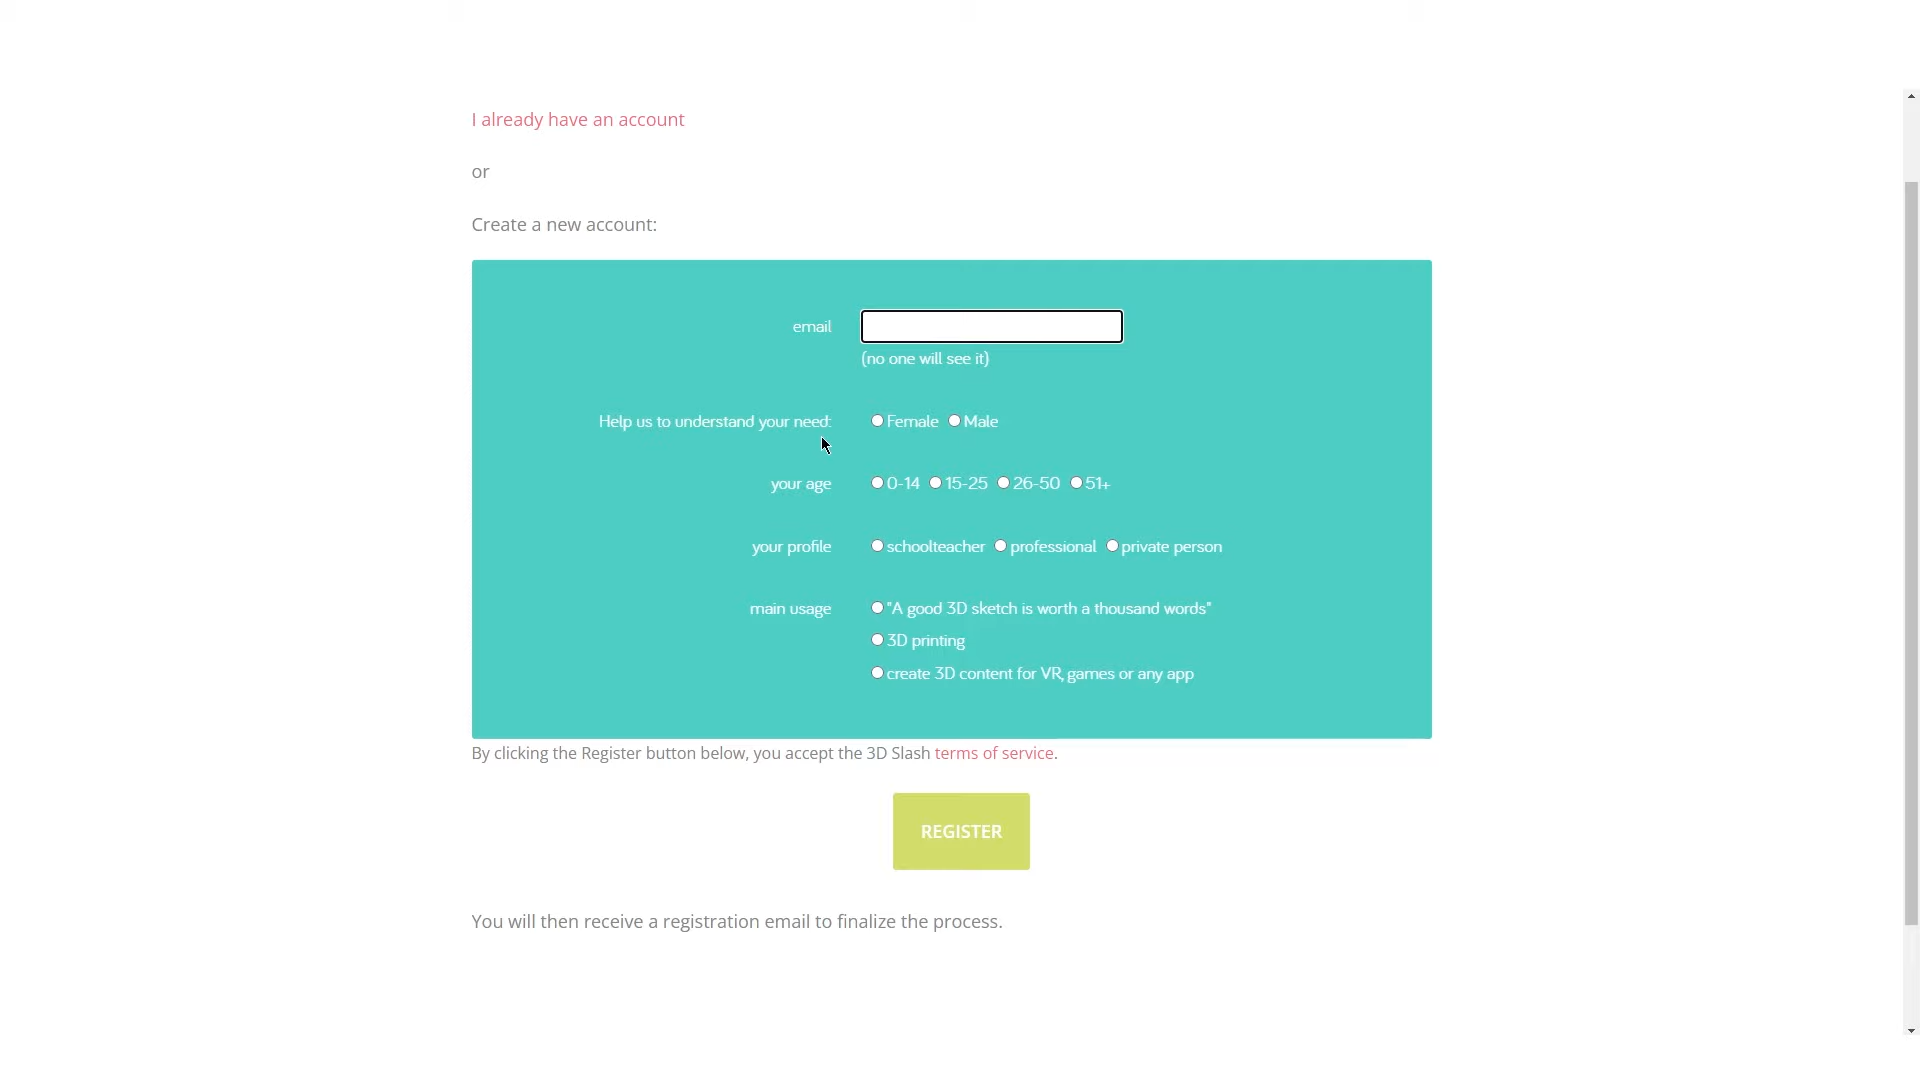 I already have an account
or
Create a new account:
email
(no one will see it)
Help us to understand your need: Female Male
your age 0-14 15-25 26-50 51+
your profile schoolteacher professional private person
main usage "A good 3D sketch is worth a thousand words"
3D printing
create 3D content for VR, games or any app
By clicking the Register button below, you accept the 3D Slash terms of service.
REGISTER
You will then receive a registration email to finalize the process.